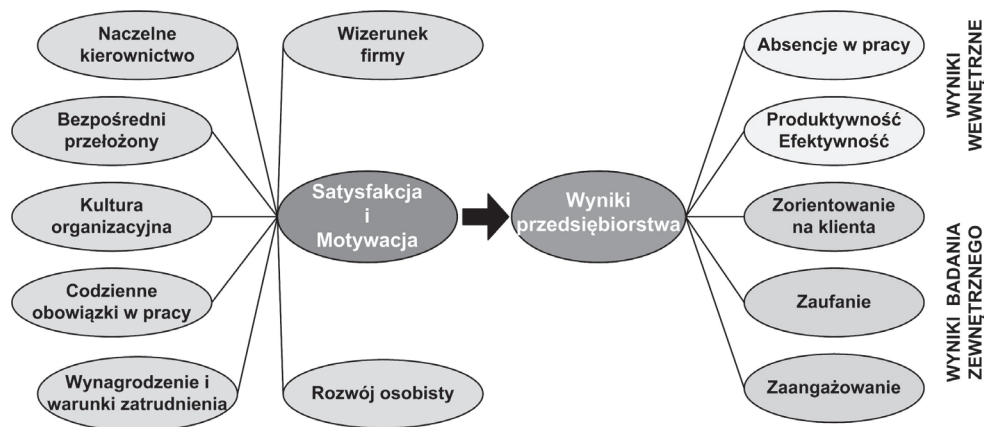 Naczelne
kierownictwo
Wizerunek
firmy
Bezpośredni
przełożony
Kultura
organizacyjna
Codzienne
obowiązki w pracy
Wynagrodzenie i
warunki zatrudnienia
Rozwój osobisty
Satysfakcja
i
Motywacja
Wyniki
przedsiębiorstwa
Absencje w pracy
Produktywność
Efektywność
Zorientowanie
na klienta
Zaufanie
Zaangażowanie
WYNIKI
WEWNĘTRZNE
WYNIKI BADANIA
ZEWNĘTRZNEGO